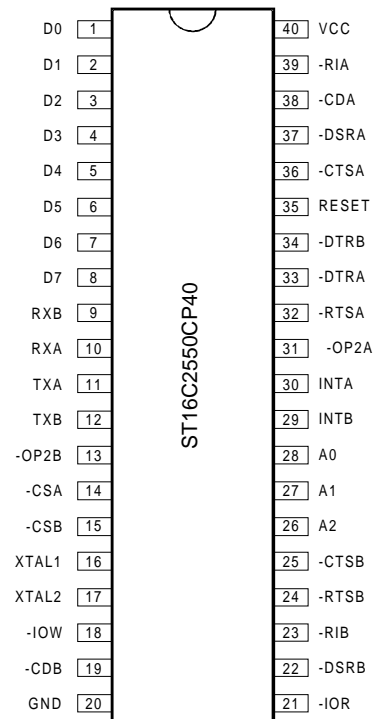 D0 1 40 VCC
D1 2 39 -RIA
D2 3 38 -CDA
D3 4 37 -DSRA
D4 5 36 -CTSA
D5 6 35 RESET
D6 7 34 -DTRB
D7 8 33 -DTRA
RXB 9 32 -RTSA
RXA 10 31 -OP2A
TXA 11 30 INTA
TXB 12 29 INTB
-OP2B 13 28 A0
-CSA 14 27 A1
-CSB 15 26 A2
XTAL1 16 25 -CTSB
XTAL2 17 24 -RTSB
-IOW 18 23 -RIB
-CDB 19 22 -DSRB
GND 20 21 -IOR
ST16C2550CP40